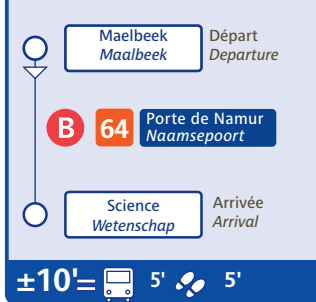 Maelbeek
Maalbeek
Départ
Departure
B 64 Porte de Namur
Naamsepoort
Science
Wetenschap
Arrivée
Arrival
±10'= 5' 5'